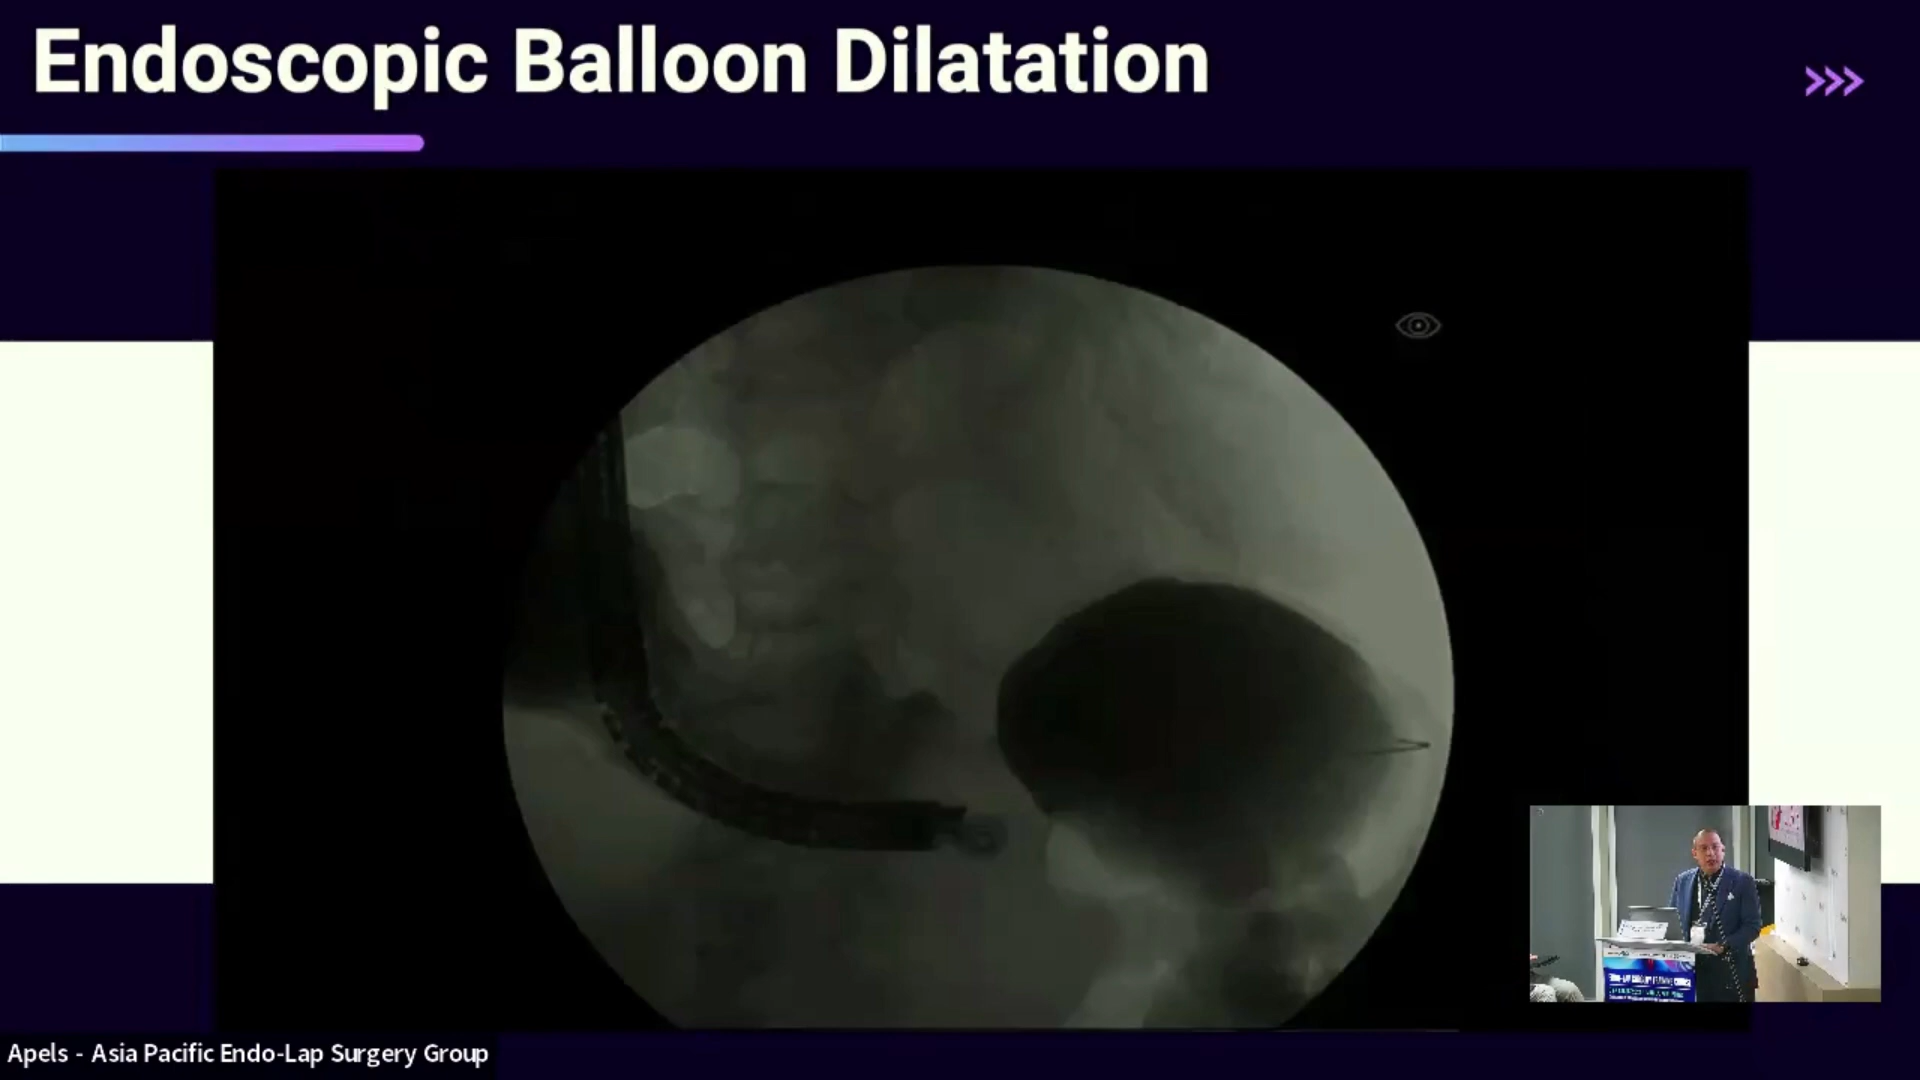 Endoscopic Balloon Dilatation
Apels - Asia Pacific Endo-Lap Surgery Group